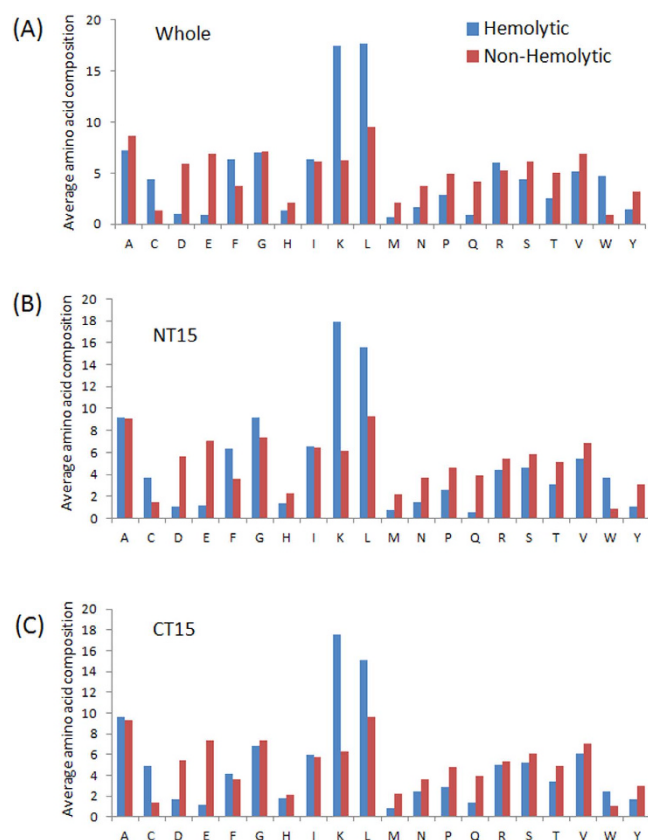 (A)
Whole
Hemolytic
Non-Hemolytic
Average amino acid composition
20
15
10
5
0
A C D E F G H I K L M N P Q R S T V W Y
(B)
NT15
Average amino acid composition
20
18
16
14
12
10
8
6
4
2
0
A C D E F G H I K L M N P Q R S T V W Y
(C)
CT15
Average amino acid composition
20
18
16
14
12
10
8
6
4
2
0
A C D E F G H I K L M N P Q R S T V W Y